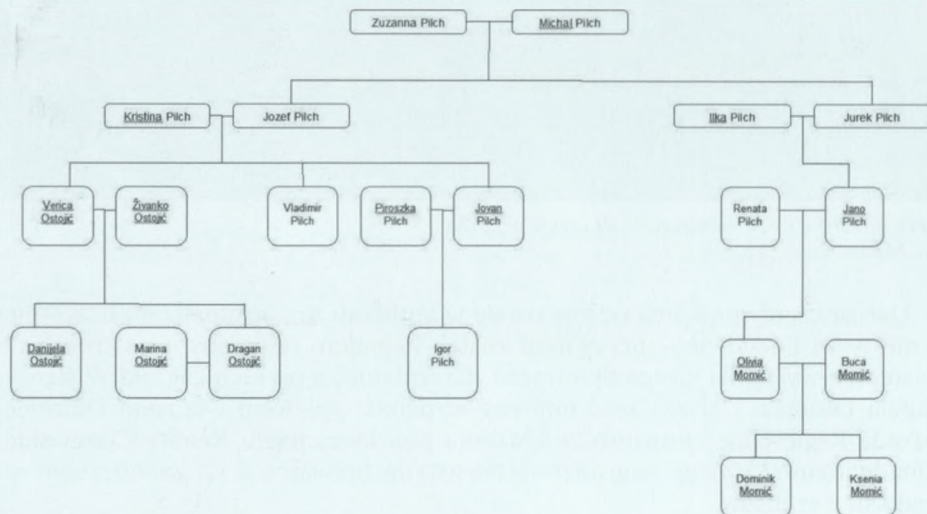 Zuzanna Pilch
Michal Pilch
Kristina Pilch
Jozef Pilch
Ilka Pilch
Jurek Pilch
Verica
Ostojić
Živanko
Ostojić
Vladimir
Pilch
Piroszka
Pilch
Jovan
Pilch
Renata
Pilch
Jano
Pilch
Danijela
Ostojić
Marina
Ostojić
Dragan
Ostojić
Igor
Pilch
Olivia
Momić
Buca
Momić
Dominik
Momić
Ksenia
Momić